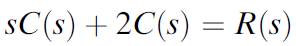 sC(s) + 2C(s) = R(s)